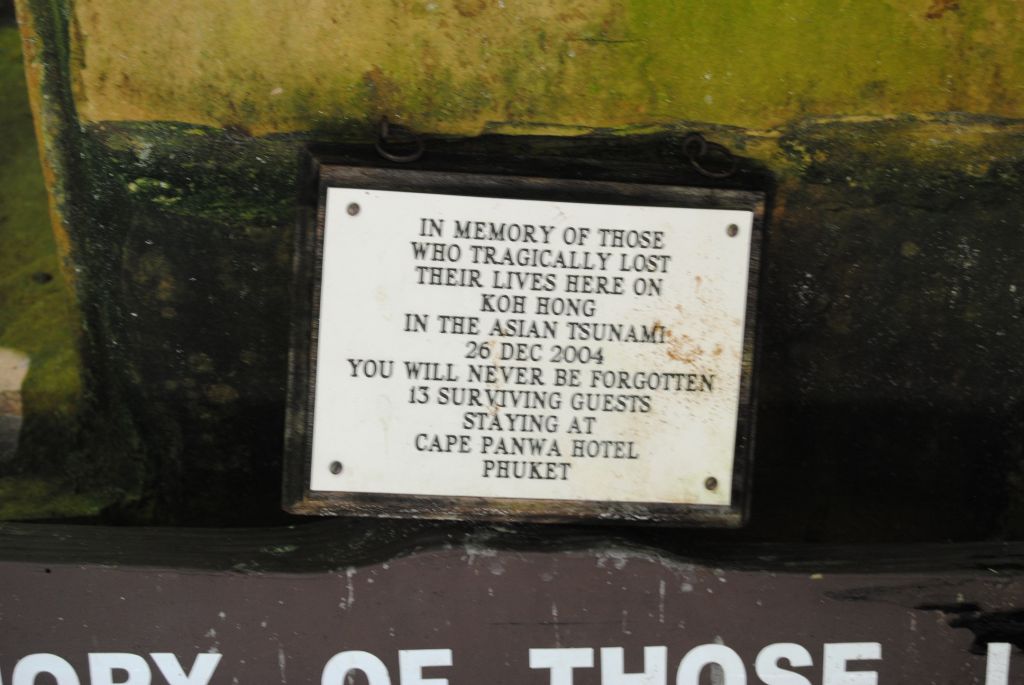 IN MEMORY OF THOSE
WHO TRAGICALLY LOST
THEIR LIVES HERE ON
KOH HONG
IN THE ASIAN TSUNAMI
26 DEC 2004
YOU WILL NEVER BE FORGOTTEN
13 SURVIVING GUESTS
STAYING AT
CAPE PANWA HOTEL
PHUKET
OF THOSE